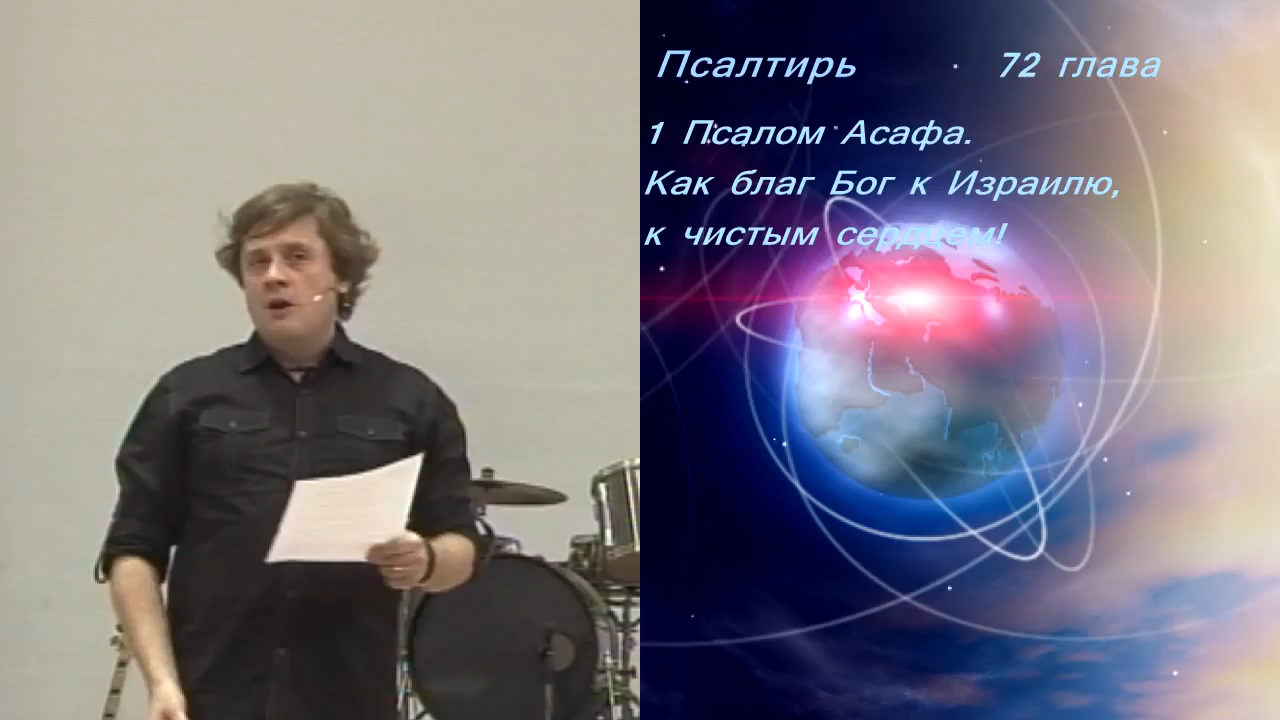 Псалтирь 72 глава
1 Псалом Асафа.
Как благ Бог к Израилю,
к чистым сердцем!